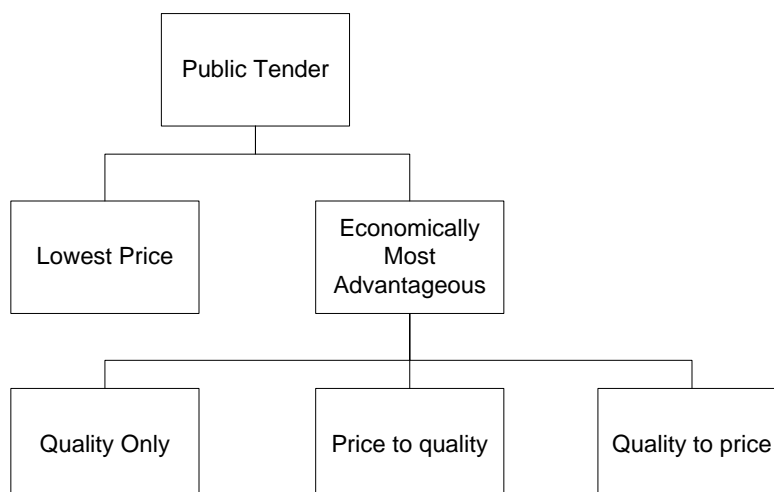 Public Tender
Lowest Price
Economically
Most
Advantageous
Quality Only
Price to quality
Quality to price